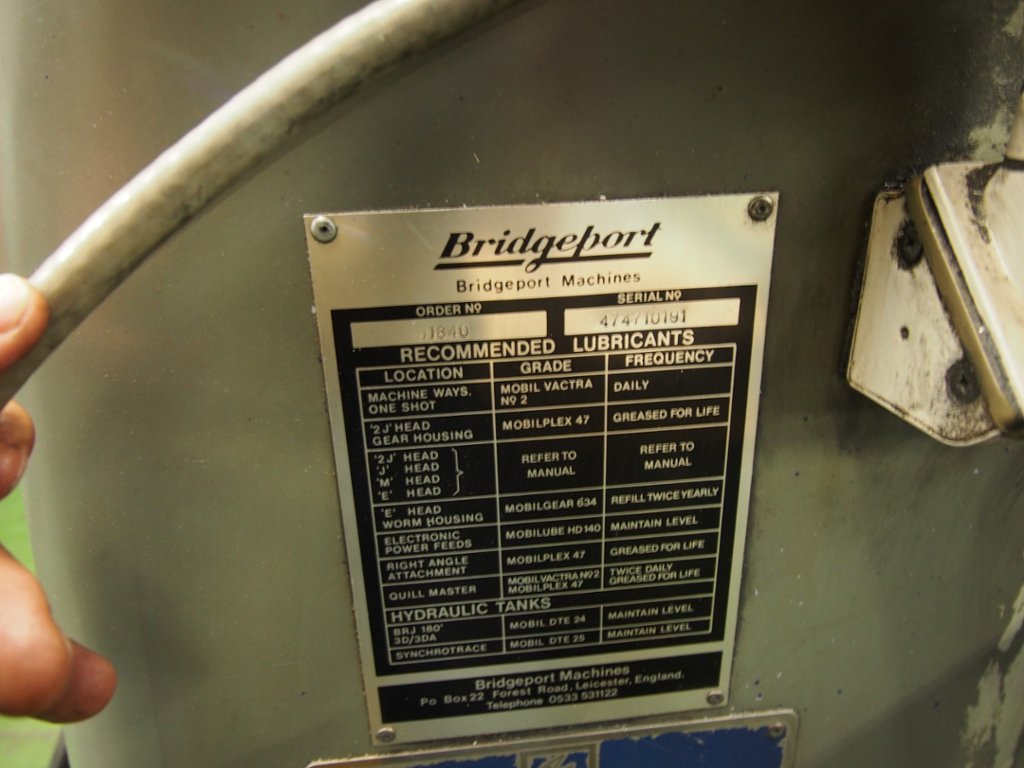 Bridgeport
Bridgeport Machines
ORDER Nº SERIAL Nº
1840 474710191
RECOMMENDED LUBRICANTS
LOCATION GRADE FREQUENCY
MACHINE WAYS. MOBIL VACTRA DAILY
ONE SHOT Nº 2
'2J' HEAD MOBILPLEX 47 GREASED FOR LIFE
GEAR HOUSING
'2J' HEAD REFER TO REFER TO
'J' HEAD MANUAL MANUAL
'M' HEAD
'E' HEAD
'E' HEAD MOBILGEAR 634 REFILL TWICE YEARLY
WORM HOUSING
ELECTRONIC MOBILUBE HD140 MAINTAIN LEVEL
POWER FEEDS
RIGHT ANGLE MOBILPLEX 47 GREASED FOR LIFE
ATTACHMENT
QUILL MASTER MOBIL VACTRA Nº2 TWICE DAILY
MOBILPLEX 47 GREASED FOR LIFE
HYDRAULIC TANKS
BRJ 180° MOBIL DTE 24 MAINTAIN LEVEL
3D/3DA
SYNCHROTRACE MOBIL DTE 25 MAINTAIN LEVEL
Bridgeport Machines
Po Box 22 Forest Road, Leicester, England.
Telephone 0533 531122